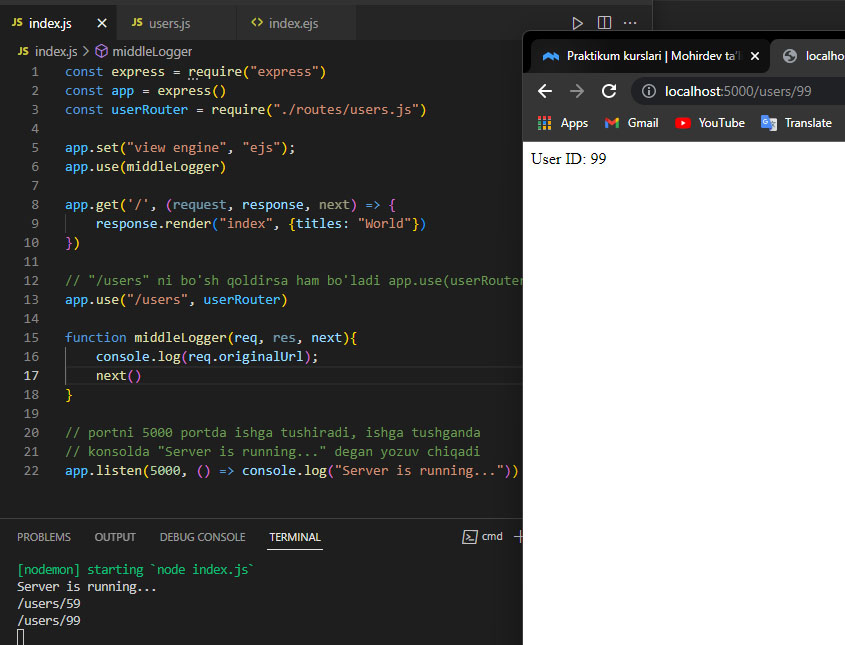 JS index.js JS users.js <> index.ejs
JS index.js > middleLogger
1 const express = require("express")
2 const app = express()
3 const userRouter = require("./routes/users.js")
4
5 app.set("view engine", "ejs");
6 app.use(middleLogger)
7
8 app.get('/', (request, response, next) => {
9 response.render("index", {titles: "World"})
10 })
11
12 // "/users" ni bo'sh qoldirsa ham bo'ladi app.use(userRouter
13 app.use("/users", userRouter)
14
15 function middleLogger(req, res, next){
16 console.log(req.originalUrl);
17 next()
18 }
19
20 // portni 5000 portda ishga tushiradi, ishga tushganda
21 // konsolda "Server is running..." degan yozuv chiqadi
22 app.listen(5000, () => console.log("Server is running..."))
PROBLEMS OUTPUT DEBUG CONSOLE TERMINAL cmd
[nodemon] starting `node index.js`
Server is running...
/users/59
/users/99
Praktikum kurslari | Mohirdev ta'l localho
localhost:5000/users/99
Apps Gmail YouTube Translate
User ID: 99